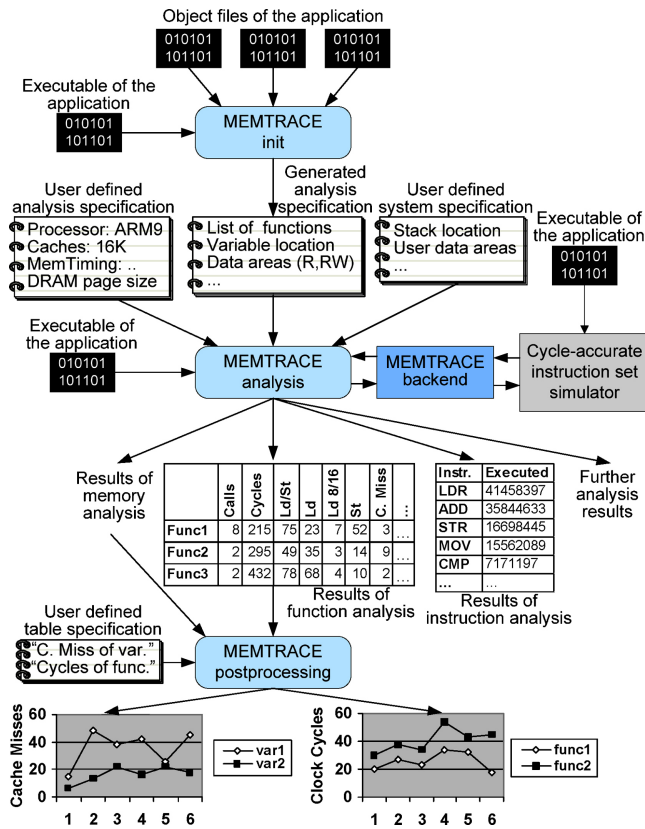 Object files of the application
010101
101101
010101
101101
010101
101101
Executable of the
application
010101
101101
MEMTRACE
init
User defined
analysis specification
Processor: ARM9
Caches: 16K
MemTiming: ..
DRAM page size
Generated
analysis
specification
List of functions
Variable location
Data areas (R,RW)
...
User defined
system specification
Stack location
User data areas
...
Executable of
the application
010101
101101
Executable of
the application
010101
101101
MEMTRACE
analysis
MEMTRACE
backend
Cycle-accurate
instruction set
simulator
Results of
memory
analysis
Calls Cycles Ld/St Ld Ld 8/16 St C. Miss ...
Func1 8 215 75 23 7 52 3 ...
Func2 2 295 49 35 3 14 9 ...
Func3 2 432 78 68 4 10 2 ...
Results of
function analysis
Instr. Executed
LDR 41458397
ADD 35844633
STR 16698445
MOV 15562089
CMP 7171197
... ...
Results of
instruction analysis
Further
analysis
results
User defined
table specification
"C. Miss of var."
"Cycles of func."
MEMTRACE
postprocessing
Cache Misses
60
40
20
0
1 2 3 4 5 6
var1
var2
Clock Cycles
60
40
20
0
1 2 3 4 5 6
func1
func2